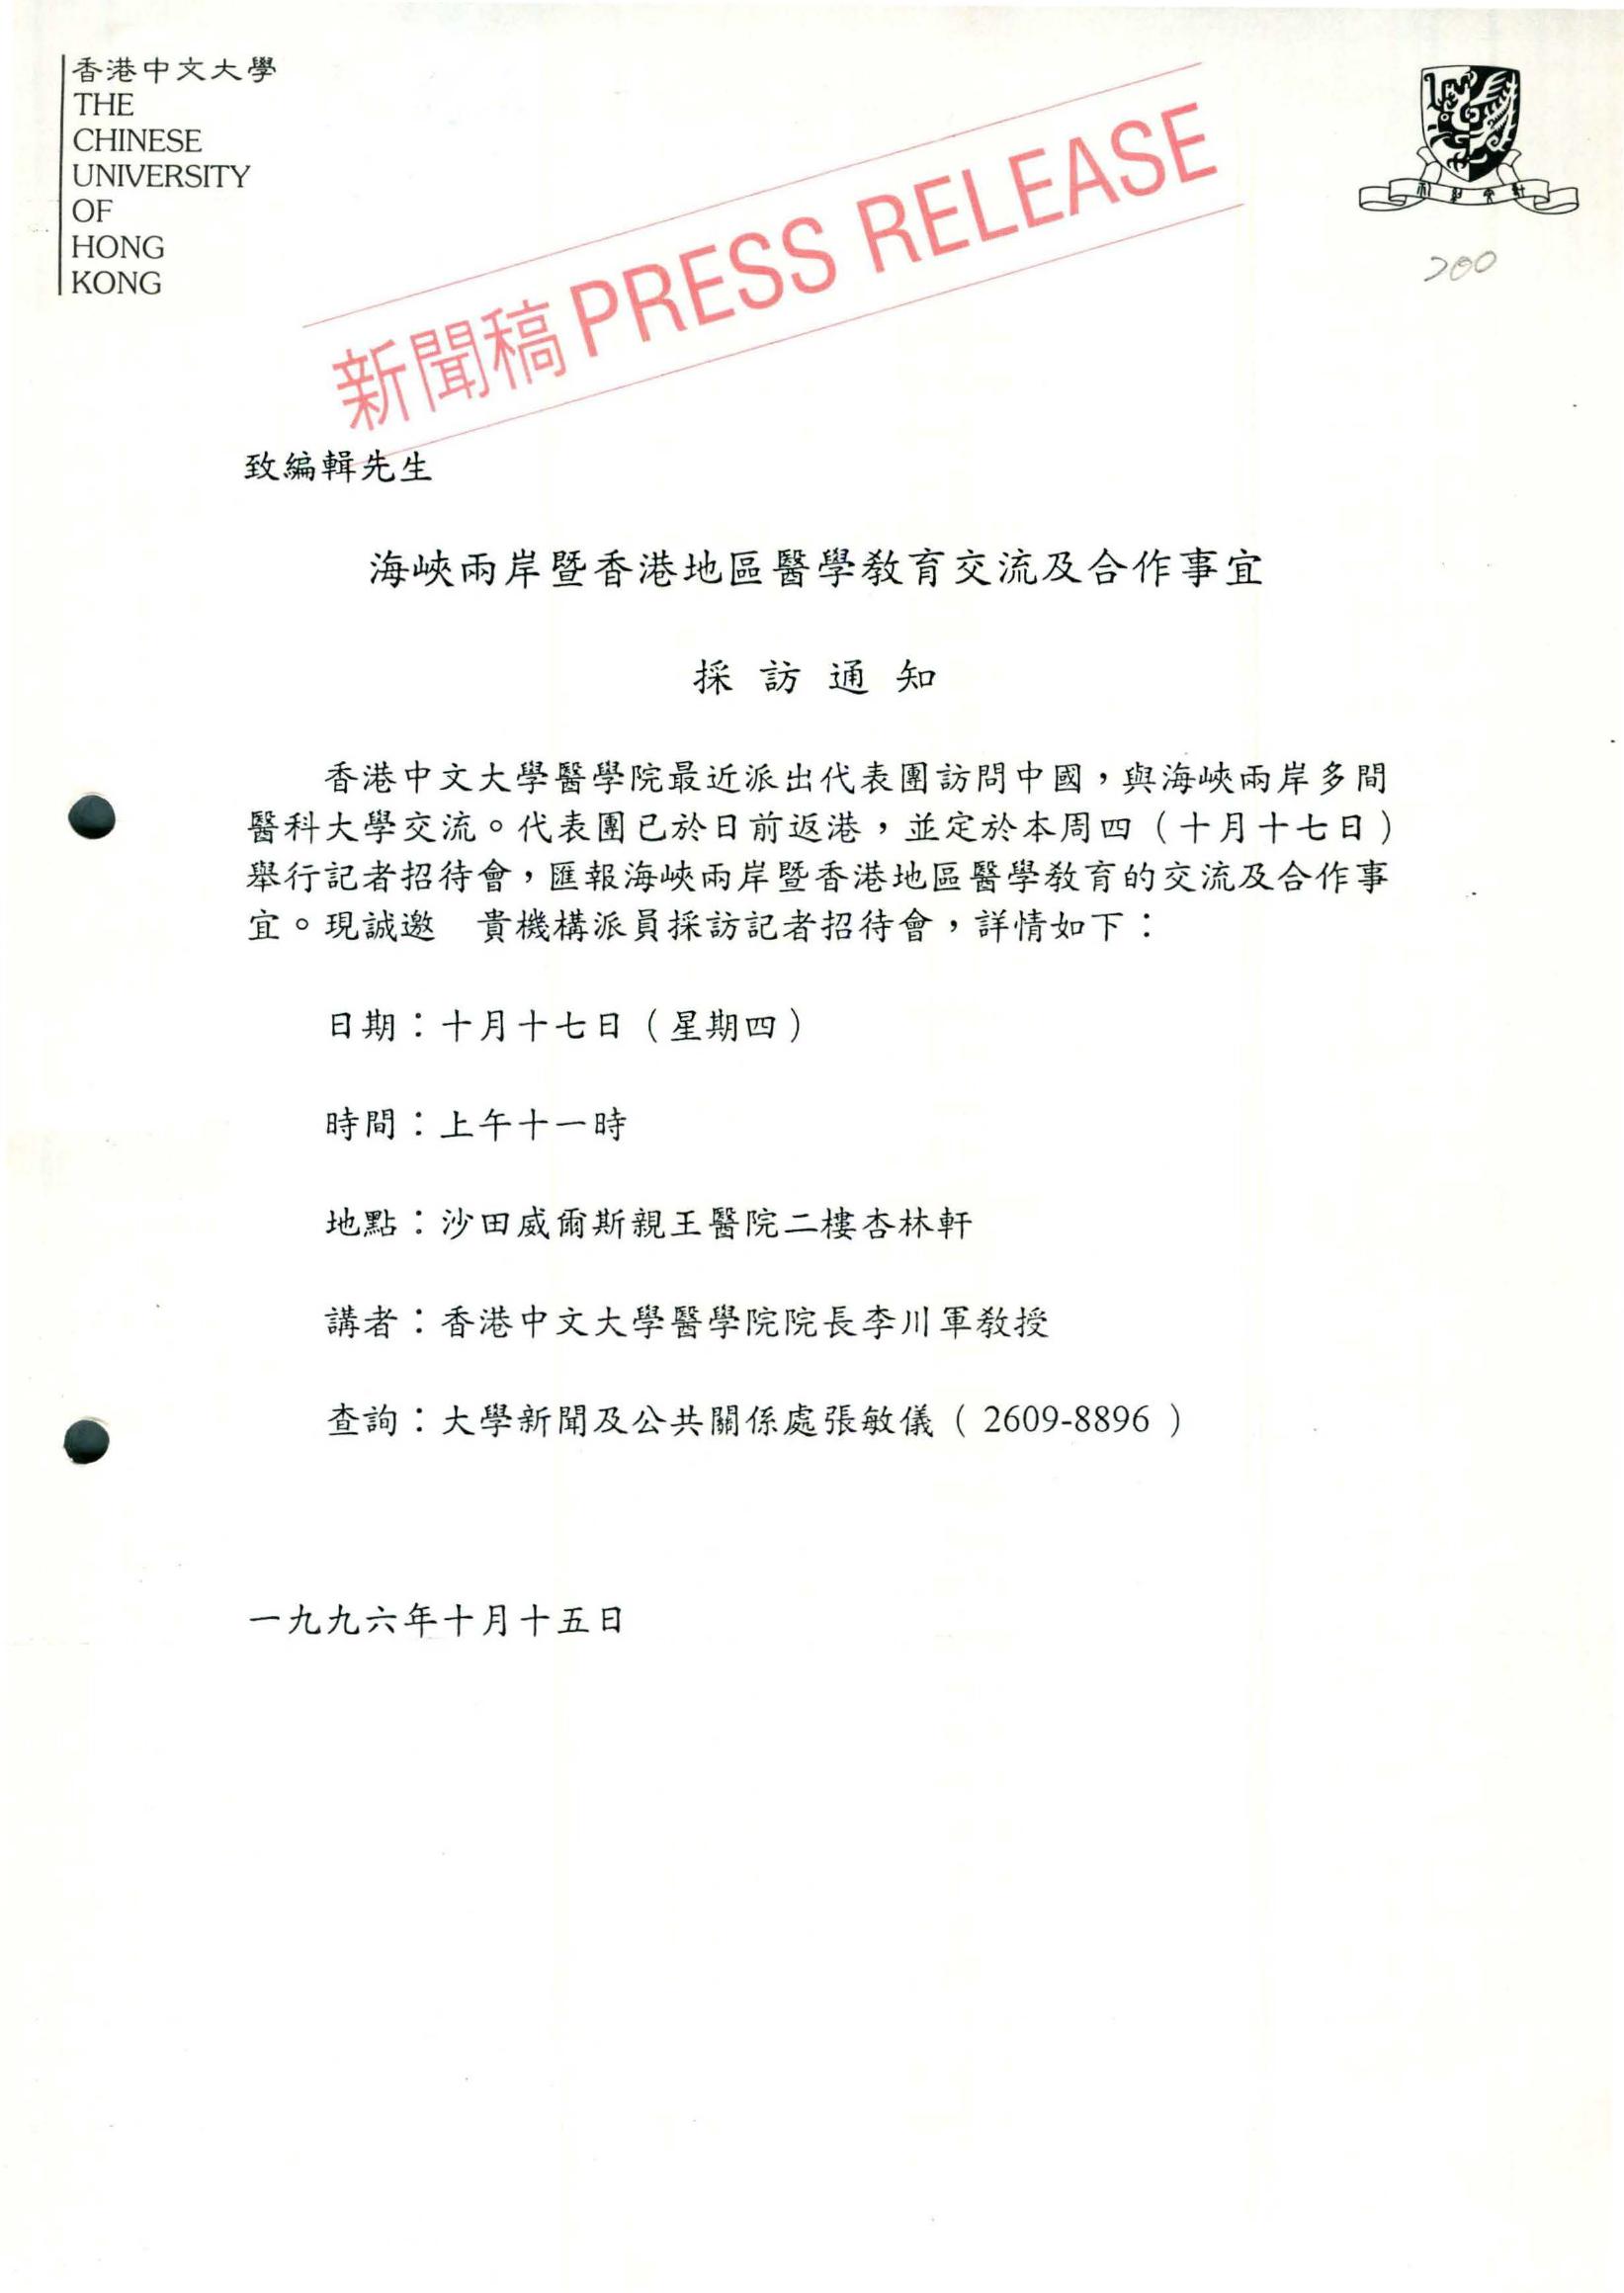 香港中文大學
THE
CHINESE
UNIVERSITY
OF
HONG
KONG
新聞稿 PRESS RELEASE
200
致編輯先生
海峽兩岸暨香港地區醫學教育交流及合作事宜
採訪通知
香港中文大學醫學院最近派出代表團訪問中國，與海峽兩岸多間
醫科大學交流。代表團已於日前返港，並定於本周四（十月十七日）
舉行記者招待會，匯報海峽兩岸暨香港地區醫學教育的交流及合作事
宜。現誠邀　貴機構派員採訪記者招待會，詳情如下：
日期：十月十七日（星期四）
時間：上午十一時
地點：沙田威爾斯親王醫院二樓杏林軒
講者：香港中文大學醫學院院長李川軍教授
查詢：大學新聞及公共關係處張敏儀（2609-8896）
一九九六年十月十五日